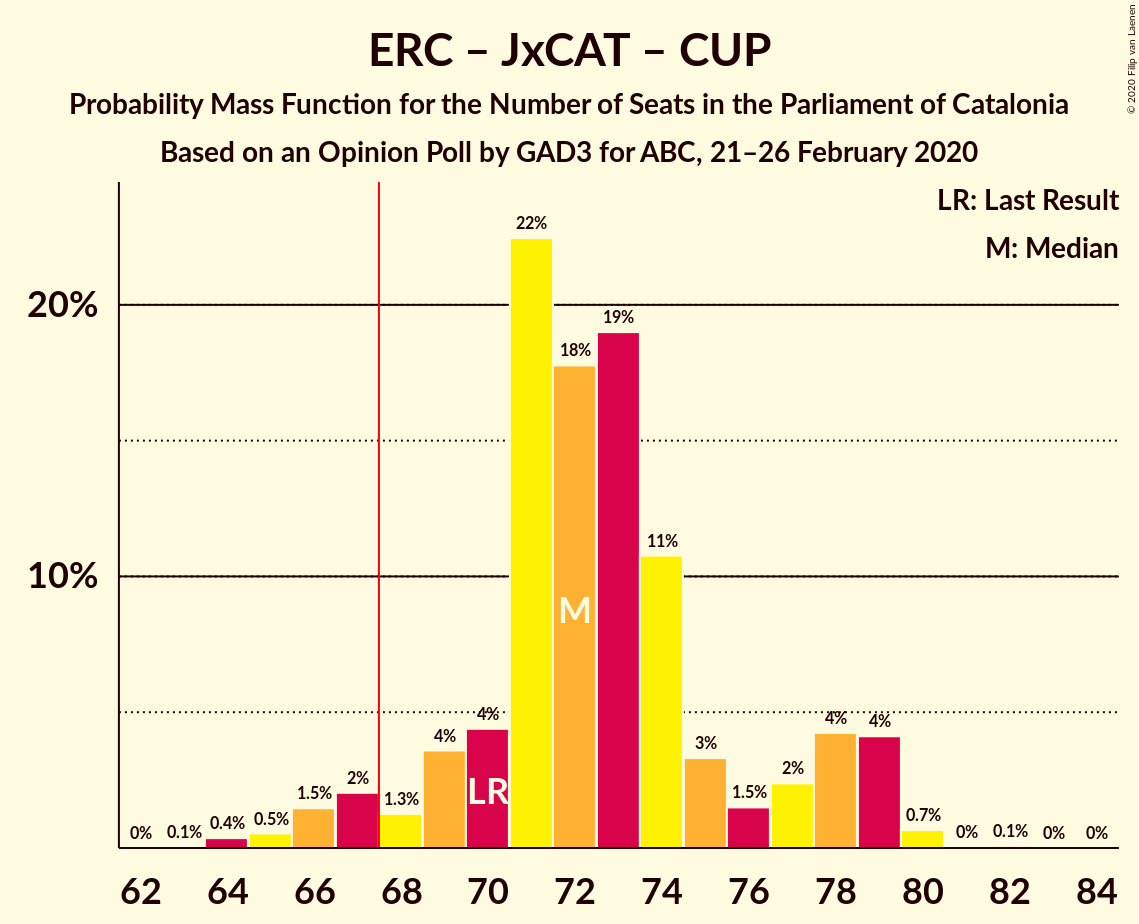 ERC – JxCAT – CUP
Probability Mass Function for the Number of Seats in the Parliament of Catalonia
Based on an Opinion Poll by GAD3 for ABC, 21–26 February 2020
© 2020 Filip van Laenen
LR: Last Result
M: Median
20%
10%
0% 0.1% 0.4% 0.5% 1.5% 2% 1.3% 4% 4% 22% 18% 19% 11% 3% 1.5% 2% 4% 4% 0.7% 0% 0.1% 0% 0%
LR
M
62 64 66 68 70 72 74 76 78 80 82 84